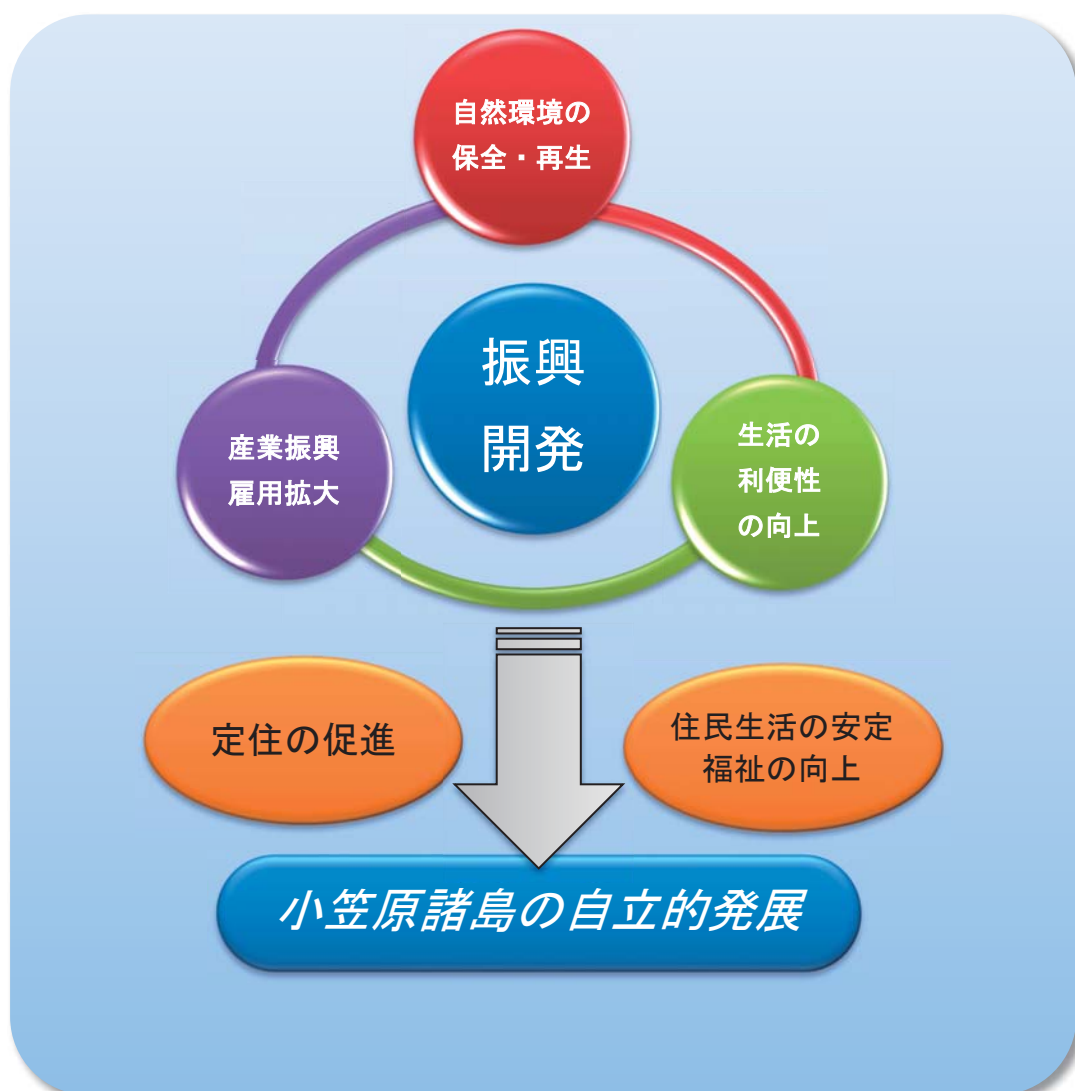 自然環境の
保全・再生
振興
開発
産業振興
雇用拡大
生活の
利便性
の向上
定住の促進
住民生活の安定
福祉の向上
小笠原諸島の自立的発展